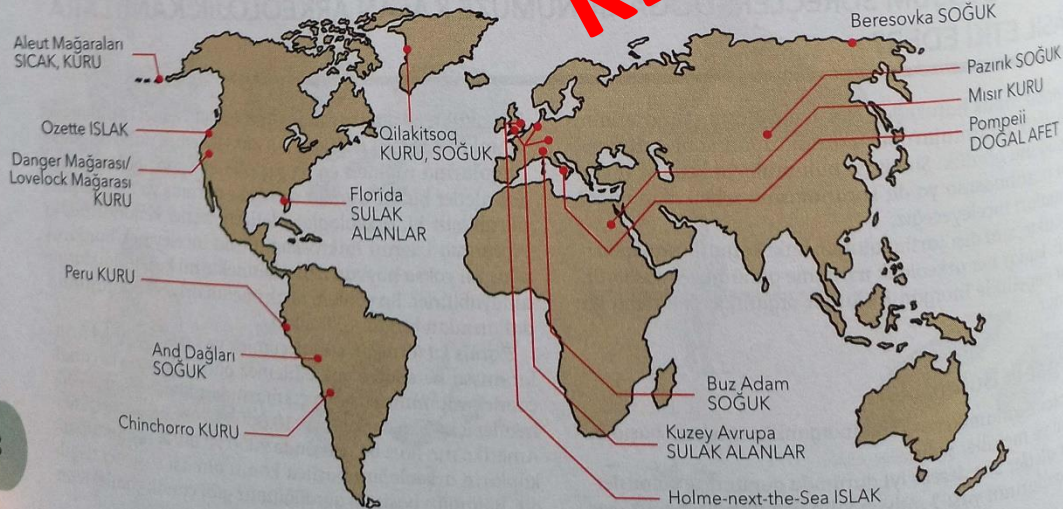 Beresovka SOĞUK
Aleut Mağaraları
SICAK, KURU
Pazırık SOĞUK
Mısır KURU
Pompeii
DOĞAL AFET
Ozette ISLAK
Qilakitsoq
KURU, SOĞUK
Danger Mağarası/
Lovelock Mağarası
KURU
Florida
SULAK
ALANLAR
Peru KURU
And Dağları
SOĞUK
Buz Adam
SOĞUK
Chinchorro KURU
Kuzey Avrupa
SULAK ALANLAR
Holme-next-the-Sea ISLAK